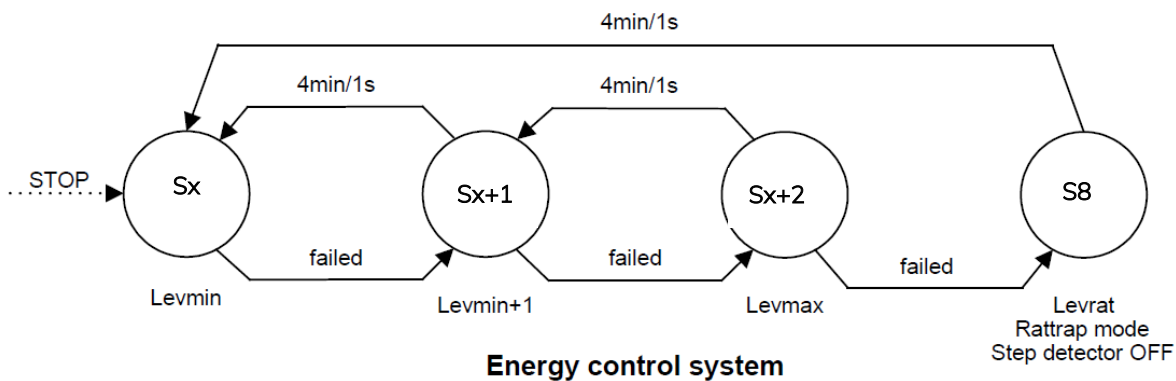 4min/1s
4min/1s
4min/1s
STOP
Sx
Sx+1
Sx+2
S8
failed
failed
failed
Levmin
Levmin+1
Levmax
Levrat
Rattrap mode
Step detector OFF
Energy control system